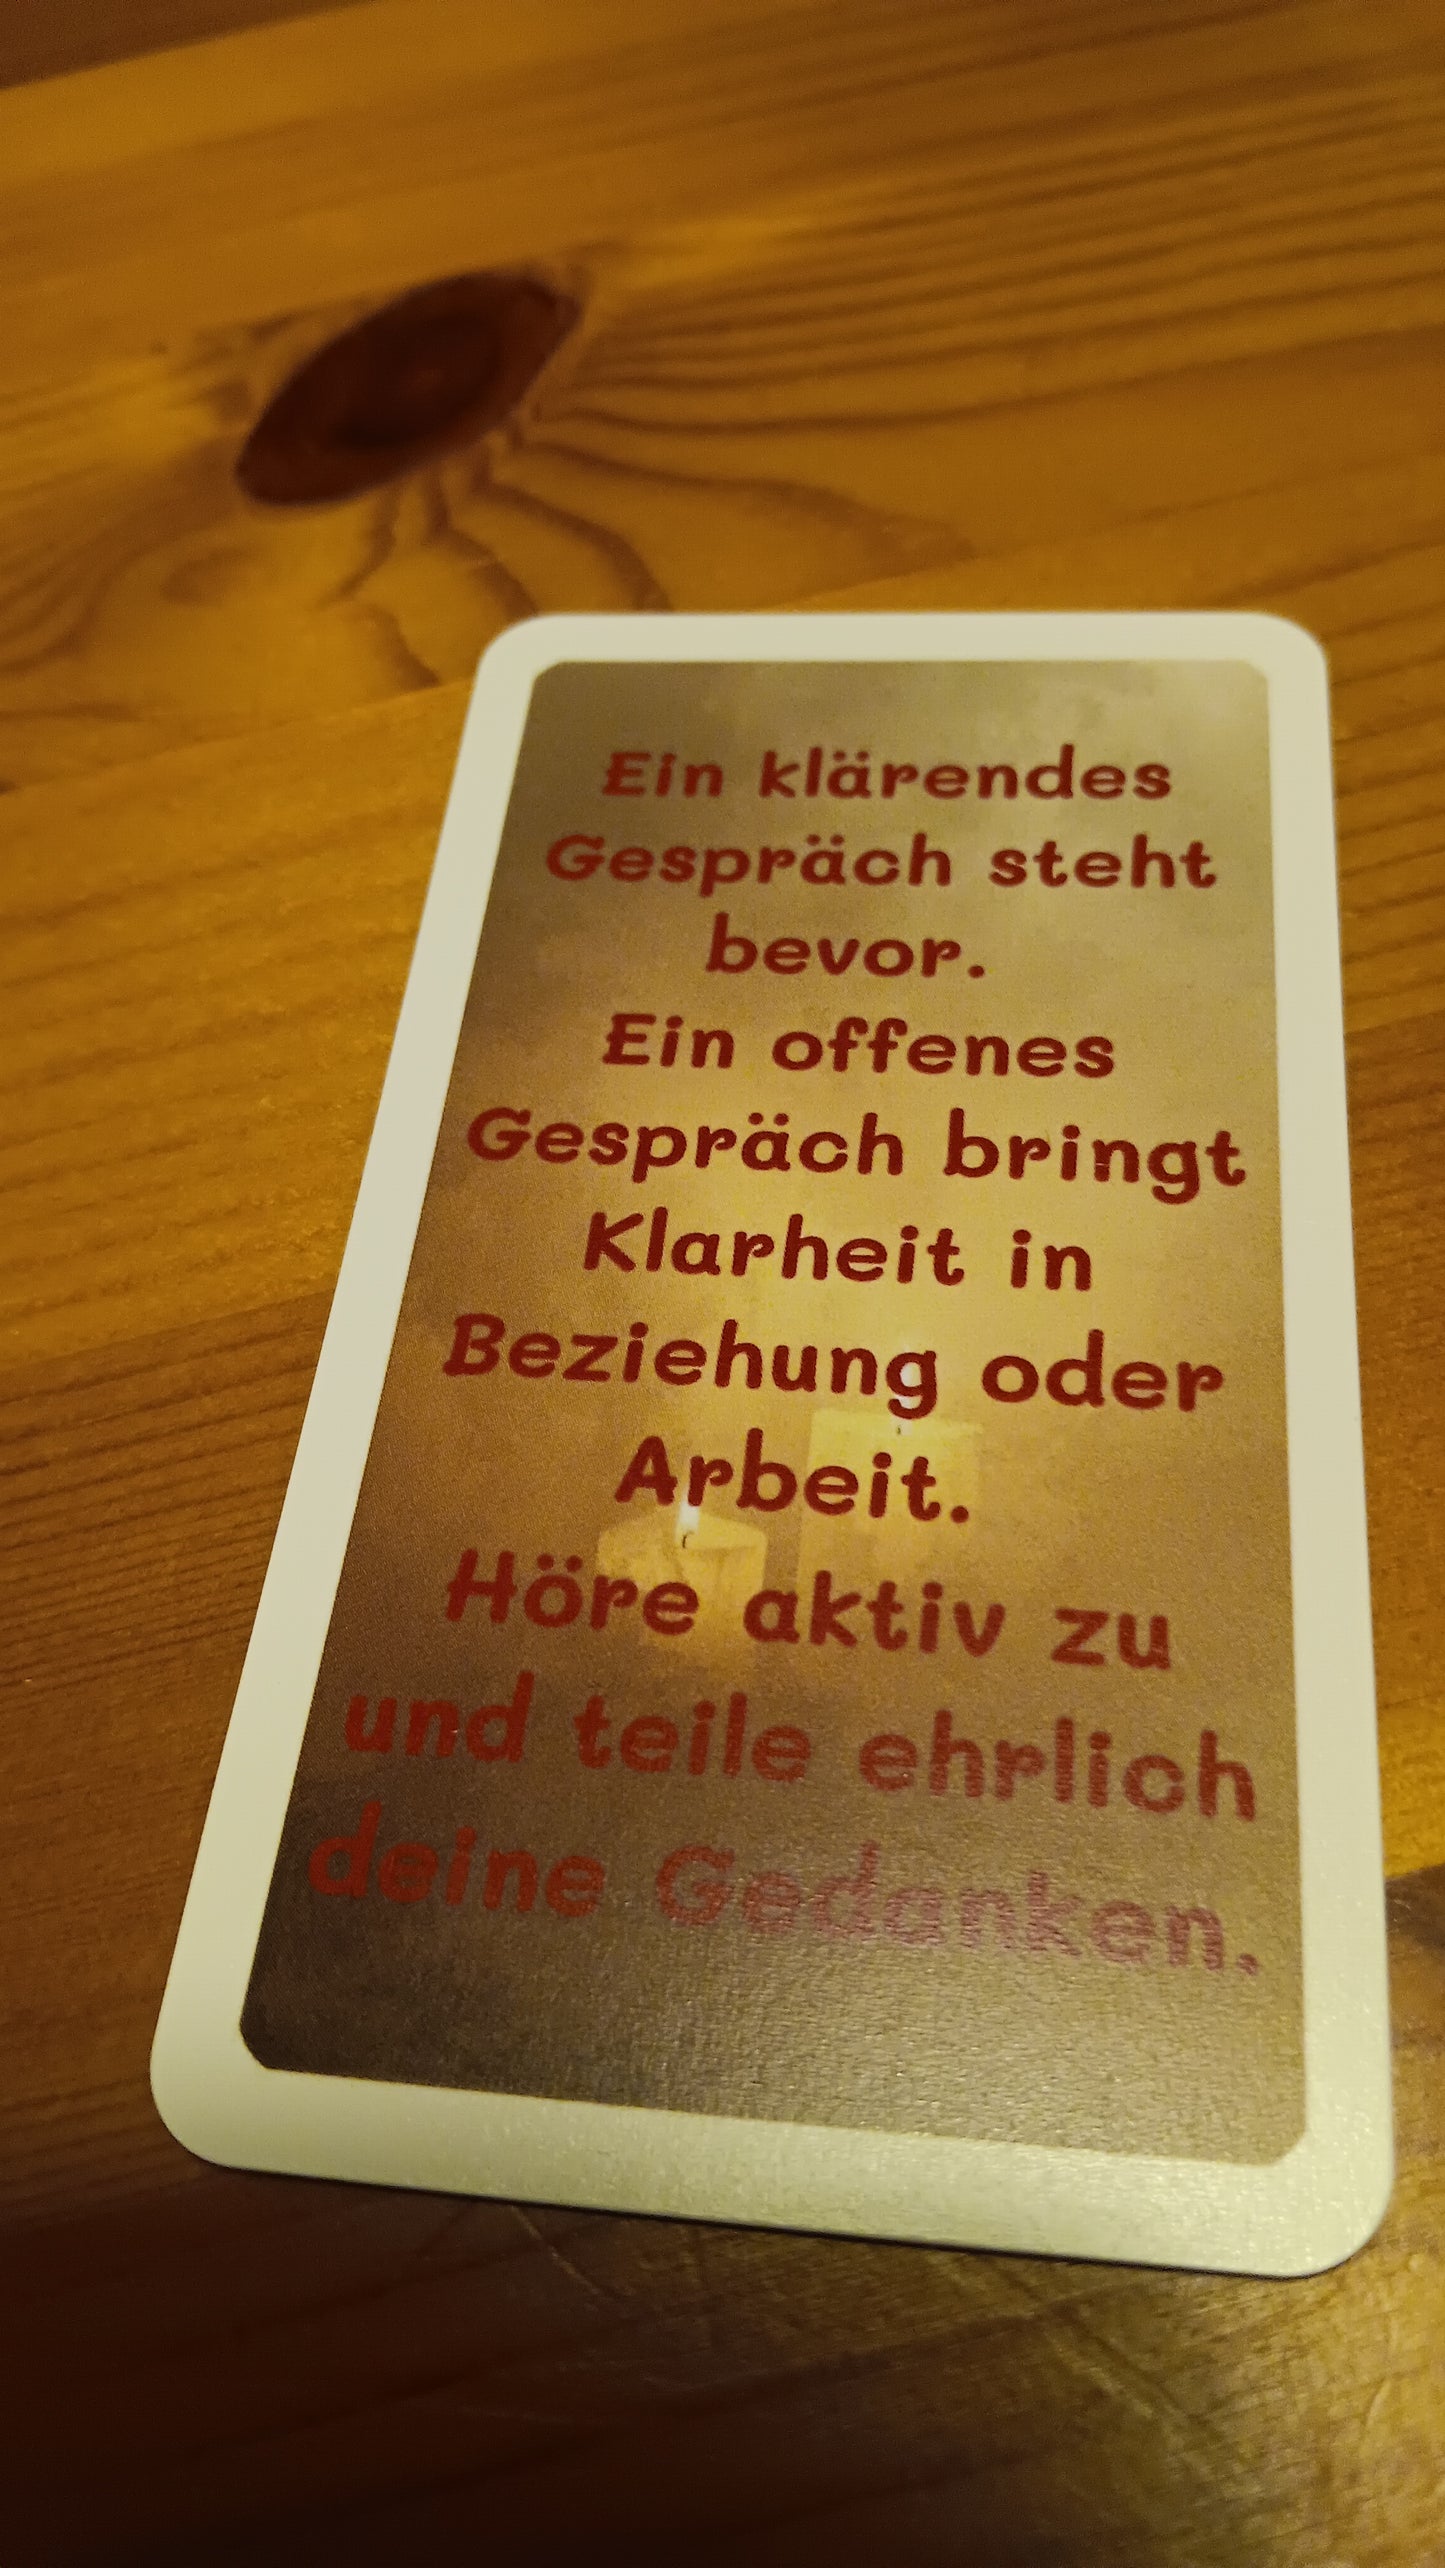 Ein klärendes
Gespräch steht
bevor.
Ein offenes
Gespräch bringt
Klarheit in
Beziehung oder
Arbeit.
Höre aktiv zu
und teile ehrlich
deine Gedanken.